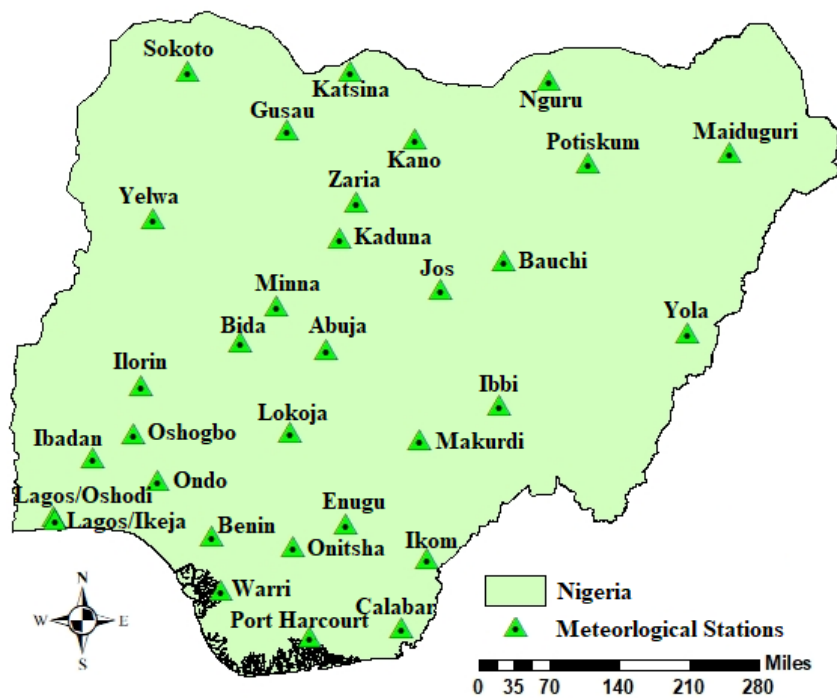 Sokoto
Katsina
Nguru
Gusau
Kano
Potiskum
Maiduguri
Zaria
Yelwa
Kaduna
Jos
Bauchi
Minna
Bida
Abuja
Yola
Ilorin
Ibbi
Lokoja
Ibadan
Oshogbo
Makurdi
Ondo
Lagos/Oshodi
Lagos/Ikeja
Enugu
Benin
Onitsha
Ikom
Warri
Port Harcourt
Calabar
N
W E
S
Nigeria
Meteorlogical Stations
Miles
0 35 70 140 210 280